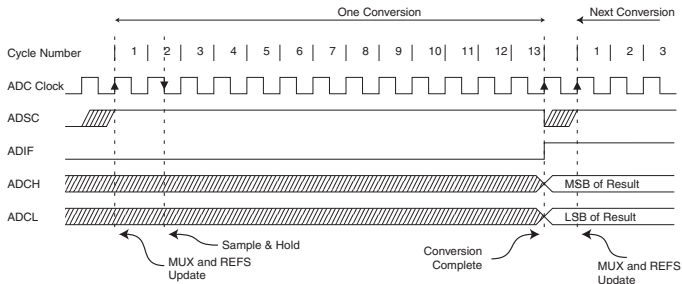 One Conversion Next Conversion
Cycle Number 1 2 3 4 5 6 7 8 9 10 11 12 13 1 2 3
ADC Clock
ADSC
ADIF
ADCH MSB of Result
ADCL LSB of Result
Sample & Hold
MUX and REFS
Update
Conversion
Complete
MUX and REFS
Update